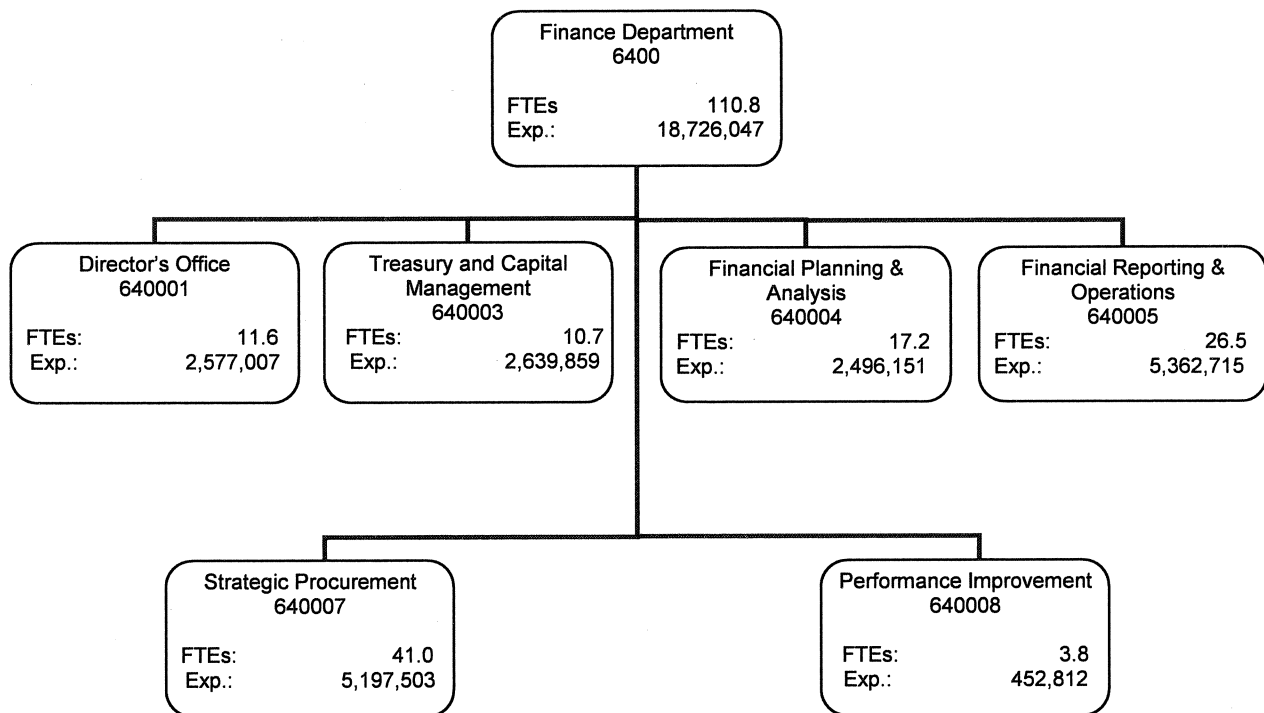 Finance Department
6400
FTEs 110.8
Exp.: 18,726,047
Director's Office
640001
FTEs: 11.6
Exp.: 2,577,007
Treasury and Capital
Management
640003
FTEs: 10.7
Exp.: 2,639,859
Financial Planning &
Analysis
640004
FTEs: 17.2
Exp.: 2,496,151
Financial Reporting &
Operations
640005
FTEs: 26.5
Exp.: 5,362,715
Strategic Procurement
640007
FTEs: 41.0
Exp.: 5,197,503
Performance Improvement
640008
FTEs: 3.8
Exp.: 452,812